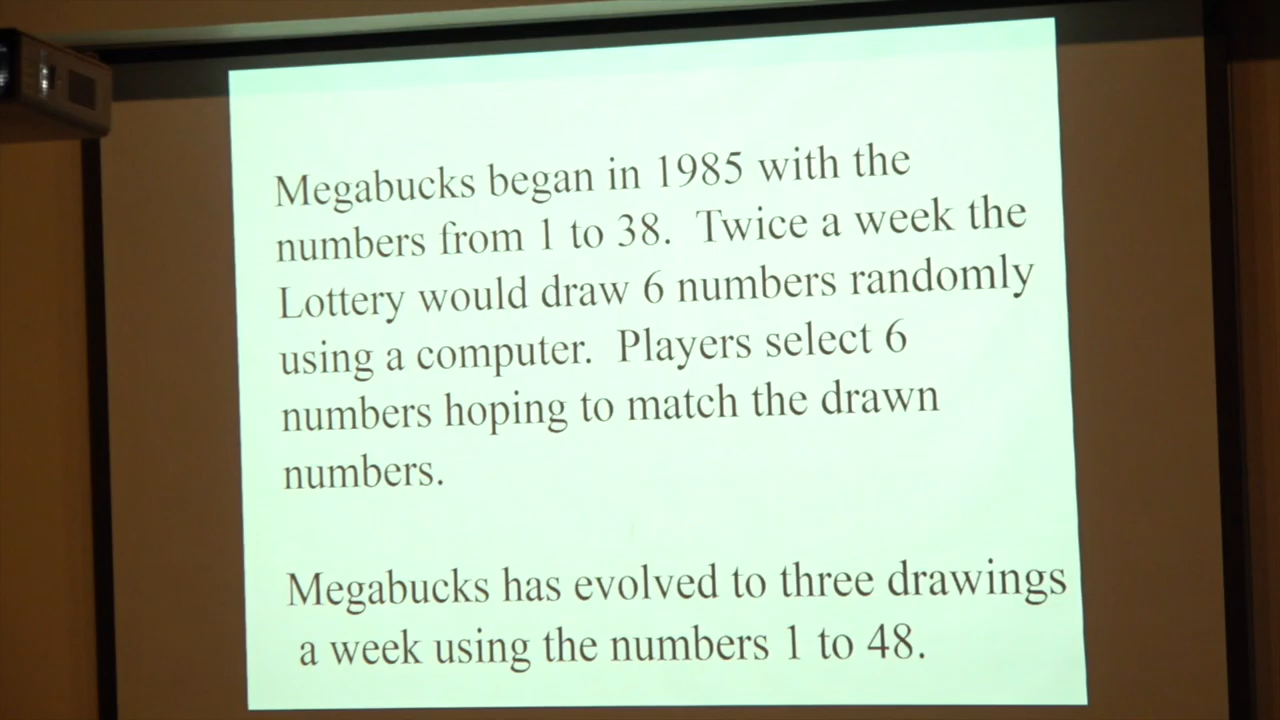 Megabucks began in 1985 with the
numbers from 1 to 38.  Twice a week the
Lottery would draw 6 numbers randomly
using a computer.  Players select 6
numbers hoping to match the drawn
numbers.
Megabucks has evolved to three drawings
a week using the numbers 1 to 48.